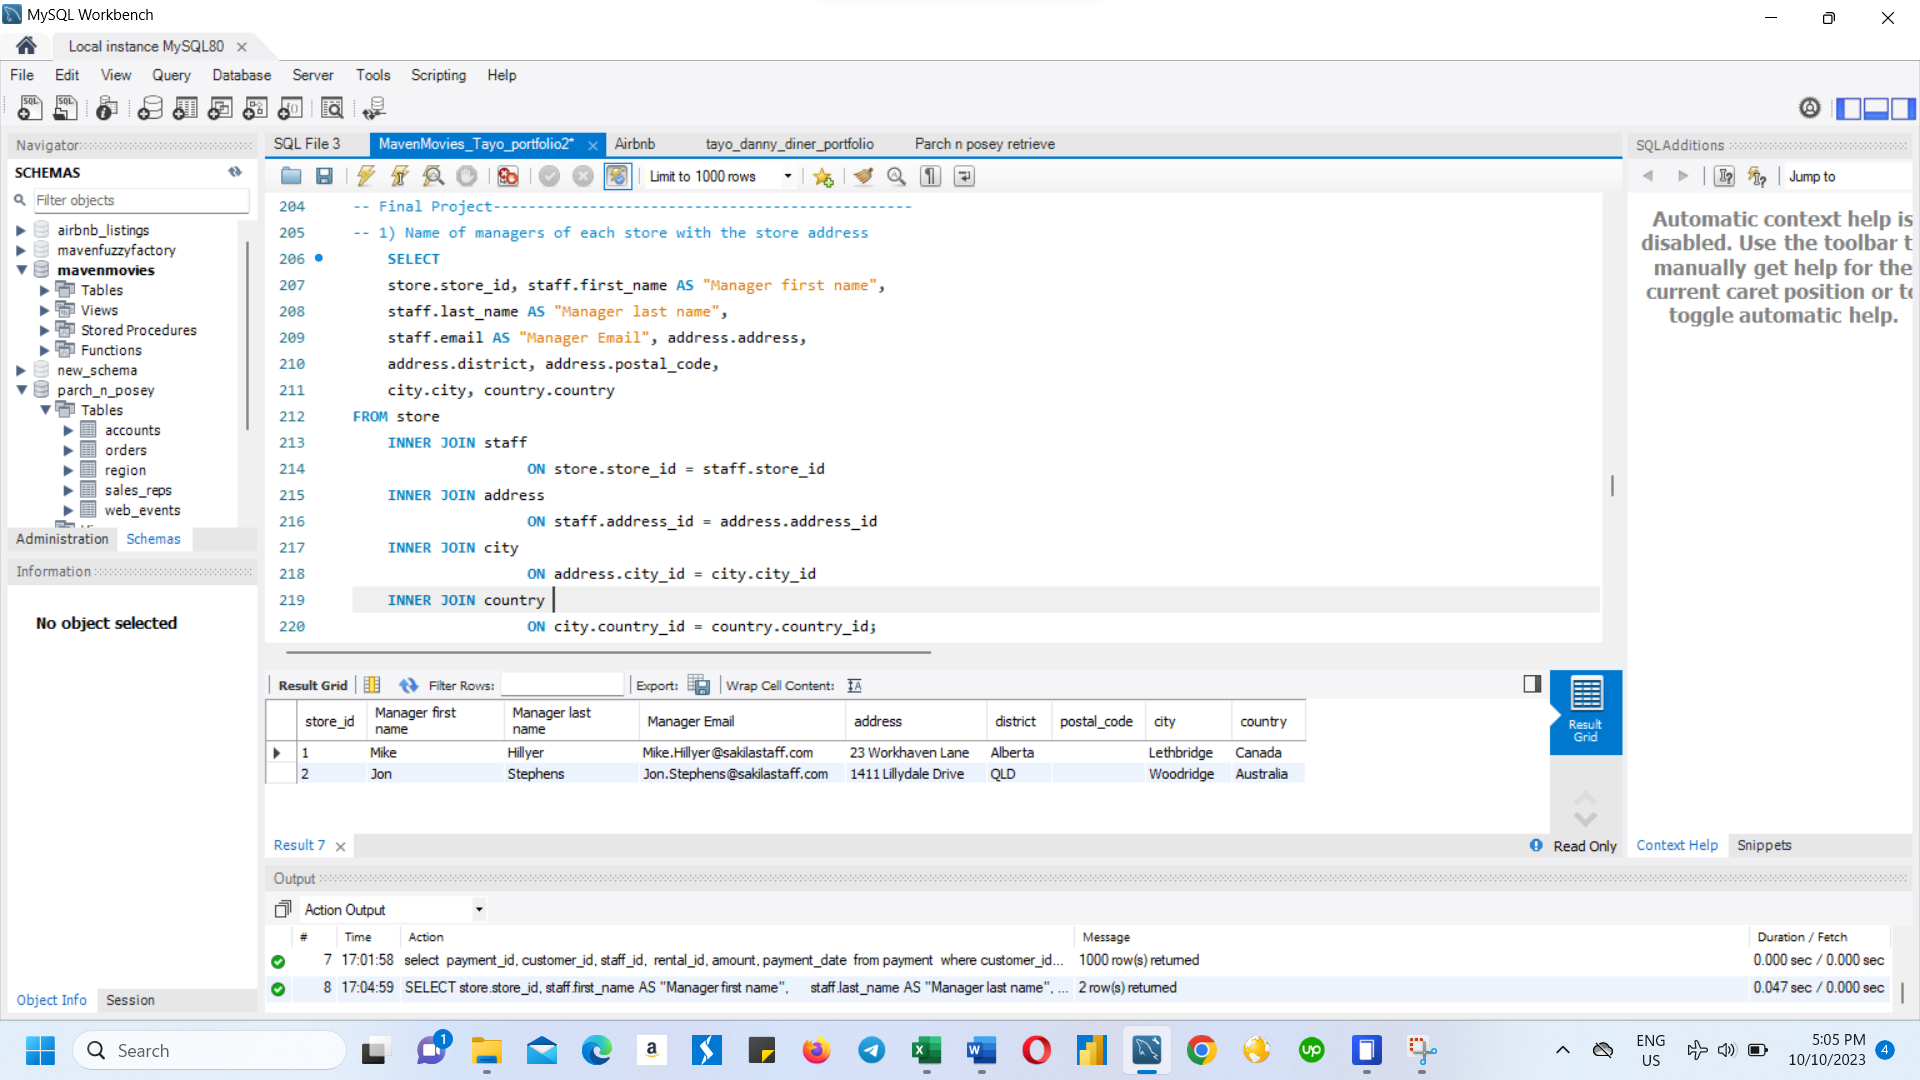 MySQL Workbench
Local instance MySQL80
File Edit View Query Database Server Tools Scripting Help
Navigator
SCHEMAS
Filter objects
airbnb_listings
mavenfuzzyfactory
mavenmovies
Tables
Views
Stored Procedures
Functions
new_schema
parch_n_posey
Tables
accounts
orders
region
sales_reps
web_events
Administration Schemas
Information
No object selected
Object Info Session
SQL File 3 MavenMovies_Tayo_portfolio2* Airbnb tayo_danny_diner_portfolio Parch n posey retrieve
Limit to 1000 rows
204 -- Final Project------------------------------------------------
205 -- 1) Name of managers of each store with the store address
206 SELECT
207 store.store_id, staff.first_name AS "Manager first name",
208 staff.last_name AS "Manager last name",
209 staff.email AS "Manager Email", address.address,
210 address.district, address.postal_code,
211 city.city, country.country
212 FROM store
213 INNER JOIN staff
214 ON store.store_id = staff.store_id
215 INNER JOIN address
216 ON staff.address_id = address.address_id
217 INNER JOIN city
218 ON address.city_id = city.city_id
219 INNER JOIN country
220 ON city.country_id = country.country_id;
Result Grid Filter Rows: Export: Wrap Cell Content:
store_id Manager first name Manager last name Manager Email address district postal_code city country
1 Mike Hillyer Mike.Hillyer@sakilastaff.com 23 Workhaven Lane Alberta Lethbridge Canada
2 Jon Stephens Jon.Stephens@sakilastaff.com 1411 Lillydale Drive QLD Woodridge Australia
Result Grid
Result 7
Read Only
SQLAdditions
Jump to
Automatic context help is
disabled. Use the toolbar t
manually get help for the
current caret position or to
toggle automatic help.
Context Help Snippets
Output
Action Output
# Time Action Message Duration / Fetch
7 17:01:58 select payment_id, customer_id, staff_id, rental_id, amount, payment_date from payment where customer_id... 1000 row(s) returned 0.000 sec / 0.000 sec
8 17:04:59 SELECT store.store_id, staff.first_name AS "Manager first name", staff.last_name AS "Manager last name", ... 2 row(s) returned 0.047 sec / 0.000 sec
Search
1
ENG
US
5:05 PM
10/10/2023
4